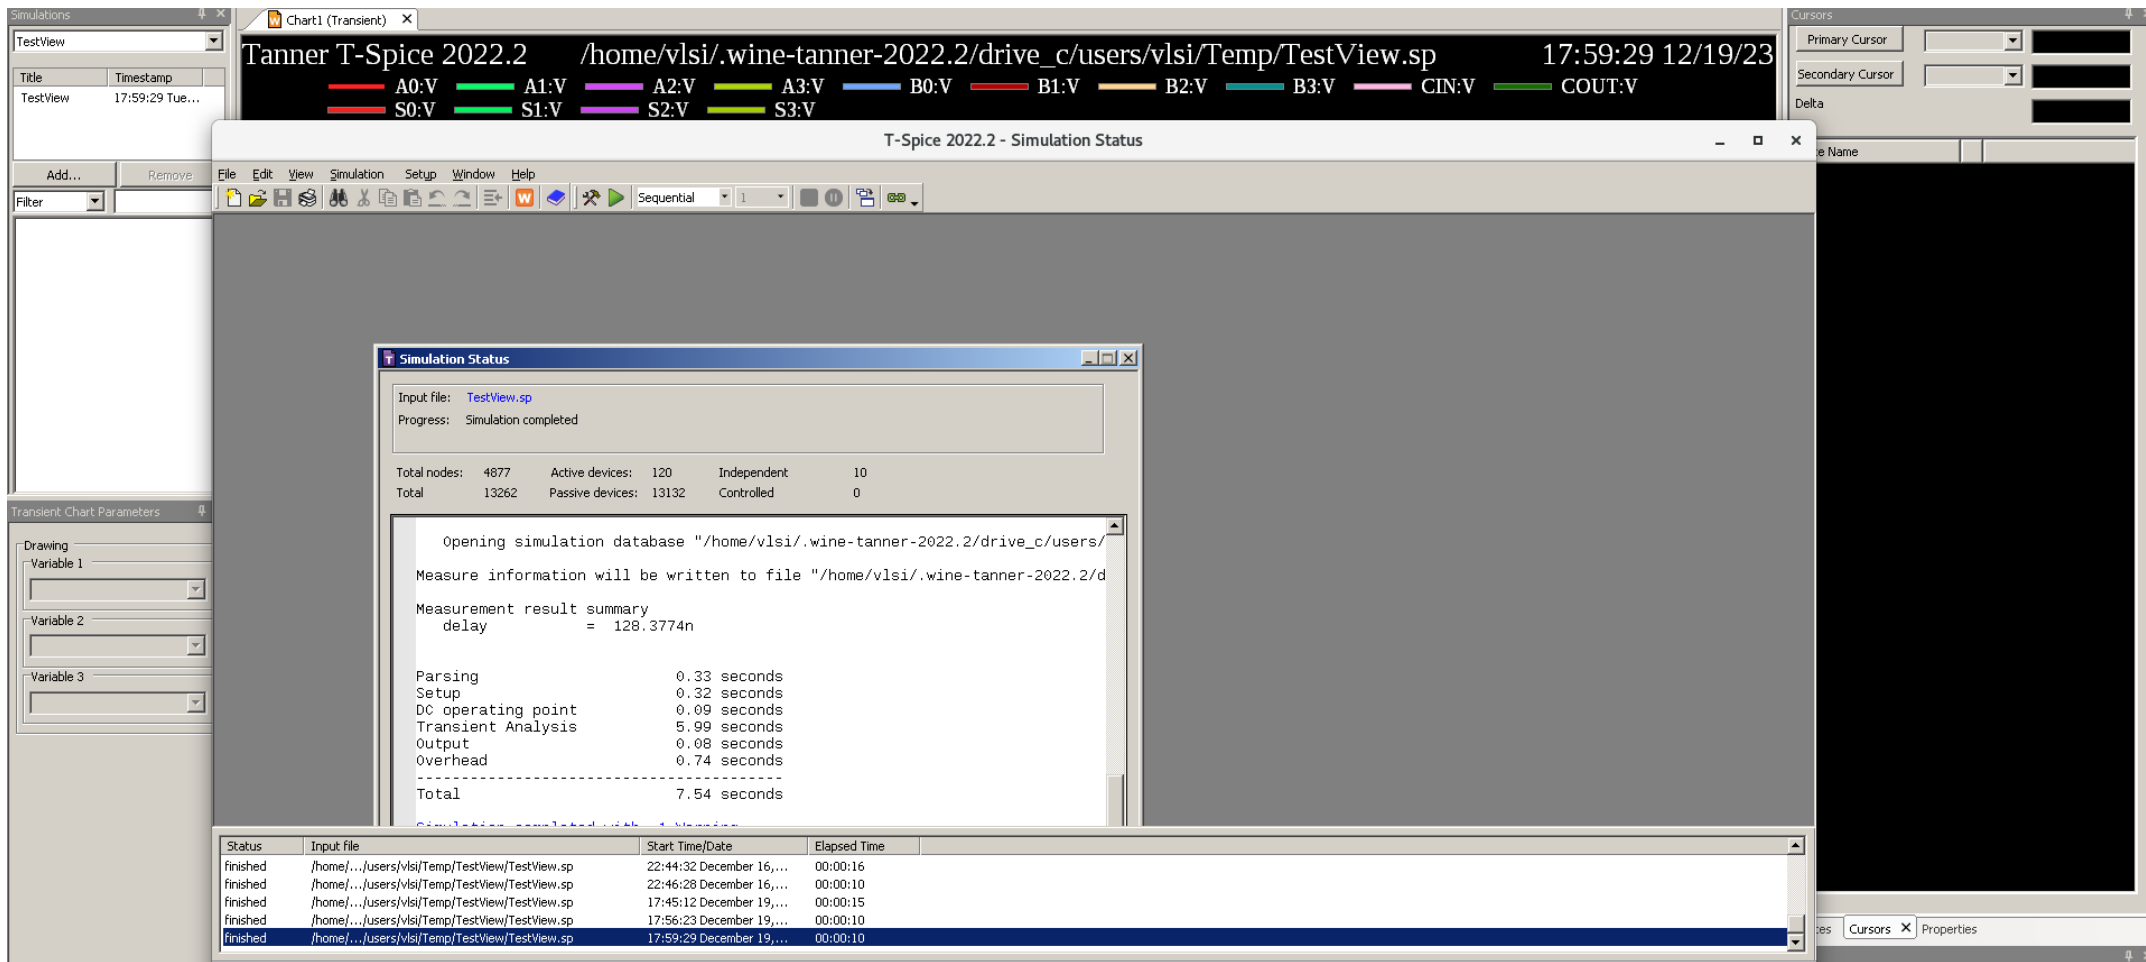 Simulations
TestView
Title Timestamp
TestView 17:59:29 Tue...
Add... Remove
Filter
Chart1 (Transient)
Tanner T-Spice 2022.2 /home/vlsi/.wine-tanner-2022.2/drive_c/users/vlsi/Temp/TestView.sp 17:59:29 12/19/23
A0:V A1:V A2:V A3:V B0:V B1:V B2:V B3:V CIN:V COUT:V
S0:V S1:V S2:V S3:V
Cursors
Primary Cursor
Secondary Cursor
Delta
e Name
T-Spice 2022.2 - Simulation Status
File Edit View Simulation Setup Window Help
Sequential 1
Simulation Status
Input file: TestView.sp
Progress: Simulation completed
Total nodes: 4877 Active devices: 120 Independent 10
Total 13262 Passive devices: 13132 Controlled 0
Opening simulation database "/home/vlsi/.wine-tanner-2022.2/drive_c/users/
Measure information will be written to file "/home/vlsi/.wine-tanner-2022.2/d
Measurement result summary
delay = 128.3774n
Parsing 0.33 seconds
Setup 0.32 seconds
DC operating point 0.09 seconds
Transient Analysis 5.99 seconds
Output 0.08 seconds
Overhead 0.74 seconds
-----------------------------------------
Total 7.54 seconds
Simulation completed with 1 Warning
Transient Chart Parameters
Drawing
Variable 1
Variable 2
Variable 3
Status Input file Start Time/Date Elapsed Time
finished /home/.../users/vlsi/Temp/TestView/TestView.sp 22:44:32 December 16,... 00:00:16
finished /home/.../users/vlsi/Temp/TestView/TestView.sp 22:46:28 December 16,... 00:00:10
finished /home/.../users/vlsi/Temp/TestView/TestView.sp 17:45:12 December 19,... 00:00:15
finished /home/.../users/vlsi/Temp/TestView/TestView.sp 17:56:23 December 19,... 00:00:10
finished /home/.../users/vlsi/Temp/TestView/TestView.sp 17:59:29 December 19,... 00:00:10
es Cursors Properties